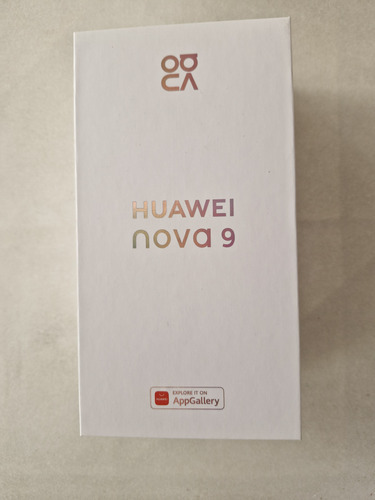 HUAWEI
nova 9
EXPLORE IT ON
AppGallery